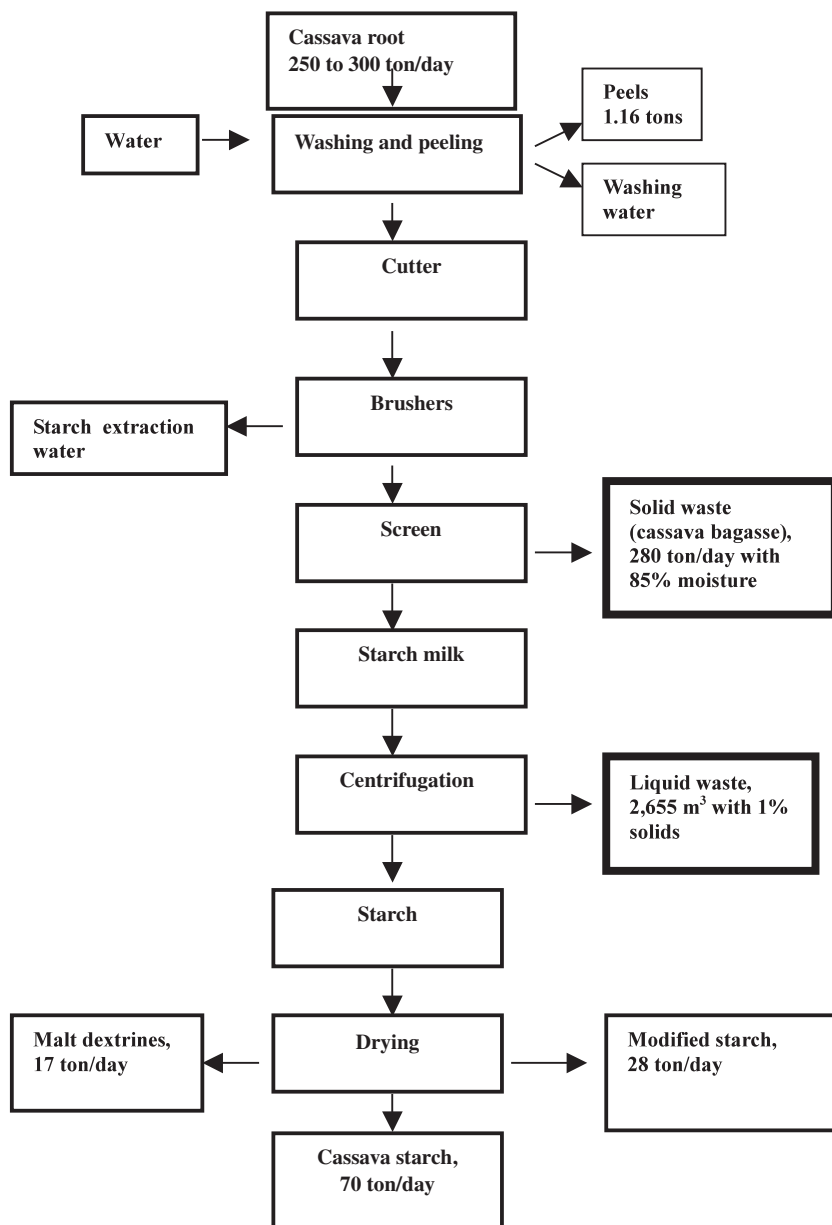 Cassava root
250 to 300 ton/day
Peels
1.16 tons
Water
Washing and peeling
Washing
water
Cutter
Brushers
Starch extraction
water
Screen
Solid waste
(cassava bagasse),
280 ton/day with
85% moisture
Starch milk
Centrifugation
Liquid waste,
2,655 m³ with 1%
solids
Starch
Malt dextrines,
17 ton/day
Drying
Modified starch,
28 ton/day
Cassava starch,
70 ton/day